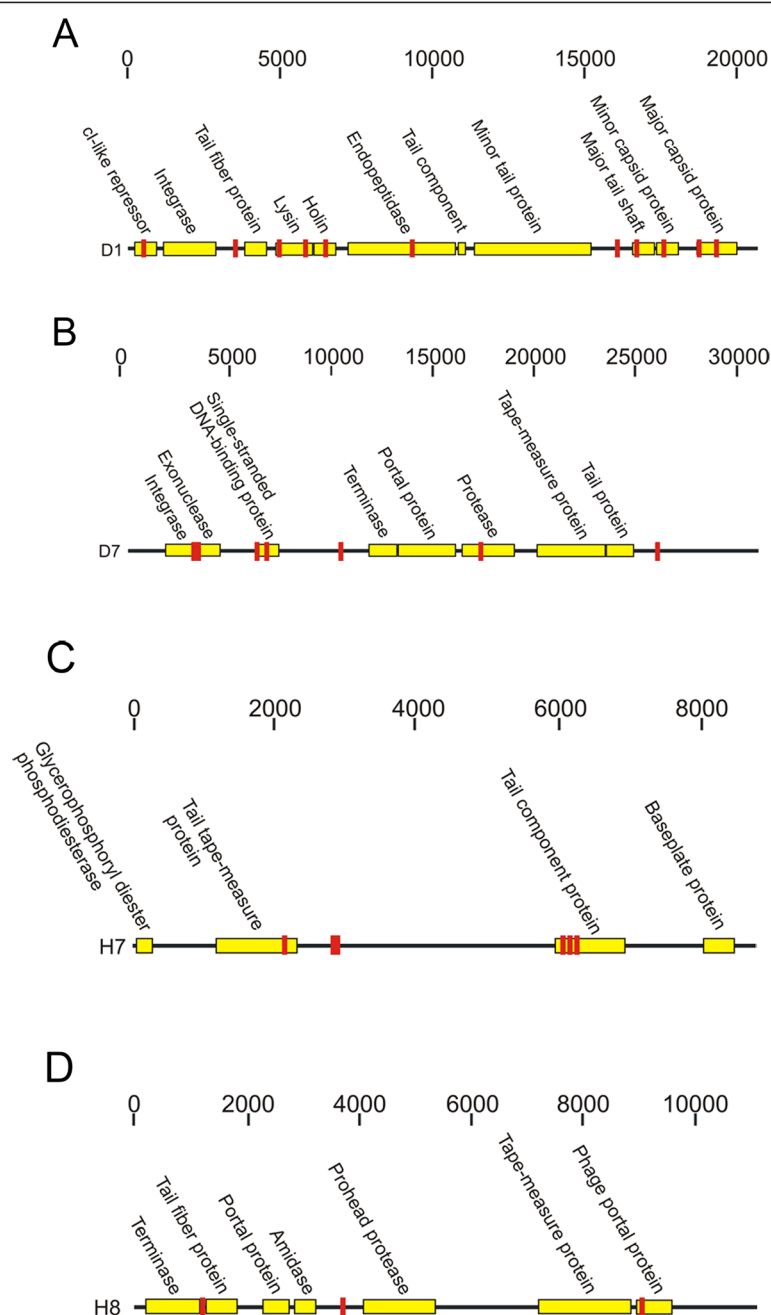 A
0 5000 10000 15000 20000
cI-like repressor
Integrase
Tail fiber protein
Lysin
Holin
Endopeptidase
Tail component
Minor tail protein
Major tail shaft
Minor capsid protein
Major capsid protein
D1
B
0 5000 10000 15000 20000 25000 30000
Integrase
Exonuclease
Single-stranded
DNA-binding protein
Terminase
Portal protein
Protease
Tape-measure protein
Tail protein
D7
C
0 2000 4000 6000 8000
Glycerophosphoryl diester
phosphodiesterase
Tail tape-measure
protein
Tail component protein
Baseplate protein
H7
D
0 2000 4000 6000 8000 10000
Terminase
Tail fiber protein
Portal protein
Amidase
Prohead protease
Tape-measure protein
Phage portal protein
H8